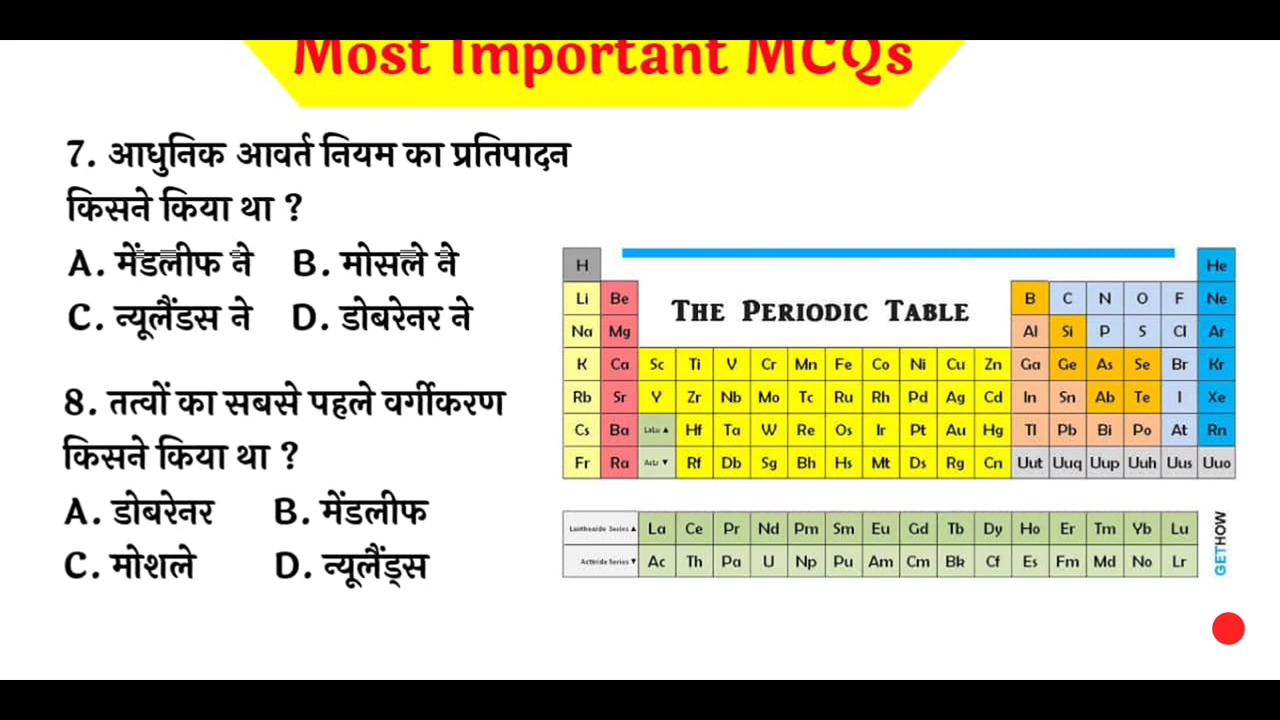 Most Important MCQs
7. आधुनिक आवर्त नियम का प्रतिपादन
किसने किया था ?
A. मेंडलीफ ने B. मोसले ने
C. न्यूलैंडस ने D. डोबरेनर ने
8. तत्वों का सबसे पहले वर्गीकरण
किसने किया था ?
A. डोबरेनर B. मेंडलीफ
C. मोशले D. न्यूलैंड्स
THE PERIODIC TABLE
H He
Li Be B C N O F Ne
Na Mg Al Si P S Cl Ar
K Ca Sc Ti V Cr Mn Fe Co Ni Cu Zn Ga Ge As Se Br Kr
Rb Sr Y Zr Nb Mo Tc Ru Rh Pd Ag Cd In Sn Ab Te I Xe
Cs Ba LaLu ▲ Hf Ta W Re Os Ir Pt Au Hg Tl Pb Bi Po At Rn
Fr Ra AcLr ▼ Rf Db Sg Bh Hs Mt Ds Rg Cn Uut Uuq Uup Uuh Uus Uuo
Lanthanide Series ▲ La Ce Pr Nd Pm Sm Eu Gd Tb Dy Ho Er Tm Yb Lu
Actinide Series ▼ Ac Th Pa U Np Pu Am Cm Bk Cf Es Fm Md No Lr
GETHOW